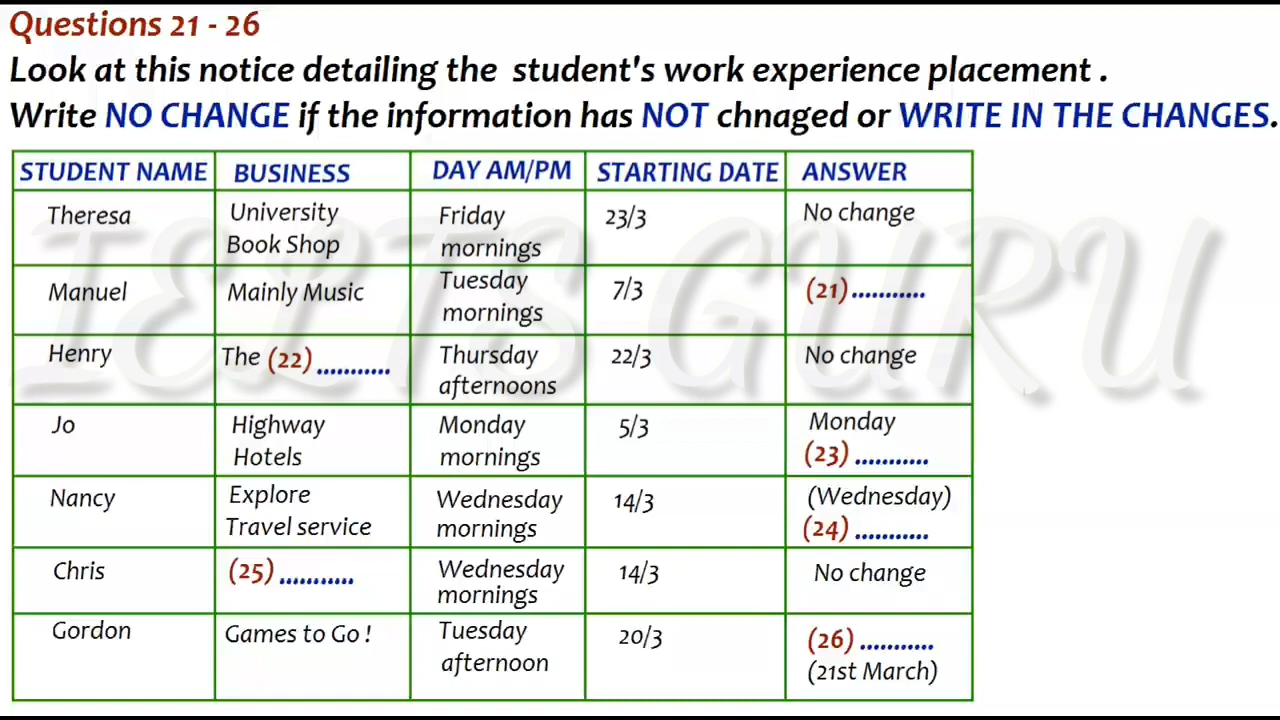 Questions 21 - 26
Look at this notice detailing the student's work experience placement .
Write NO CHANGE if the information has NOT chnaged or WRITE IN THE CHANGES.
STUDENT NAME BUSINESS DAY AM/PM STARTING DATE ANSWER
Theresa University Book Shop Friday mornings 23/3 No change
Manuel Mainly Music Tuesday mornings 7/3 (21) ...........
Henry The (22) ........... Thursday afternoons 22/3 No change
Jo Highway Hotels Monday mornings 5/3 Monday (23) ...........
Nancy Explore Travel service Wednesday mornings 14/3 (Wednesday) (24) ...........
Chris (25) ........... Wednesday mornings 14/3 No change
Gordon Games to Go ! Tuesday afternoon 20/3 (26) ........... (21st March)
IELTS GURU